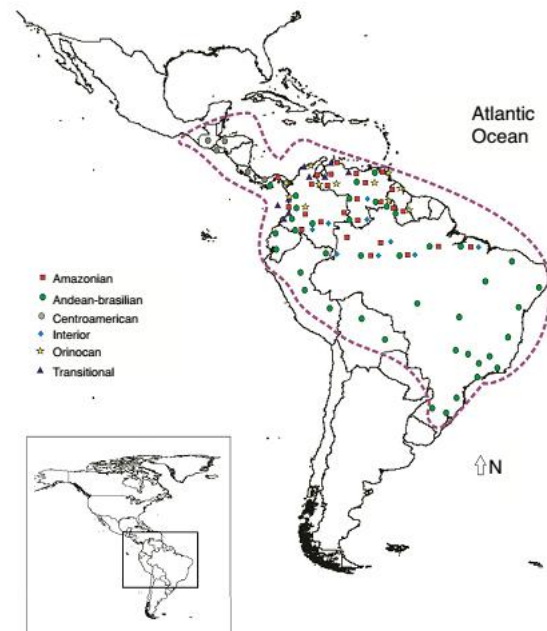 Atlantic
Ocean
Amazonian
Andean-brasilian
Centroamerican
Interior
Orinocan
Transitional
N